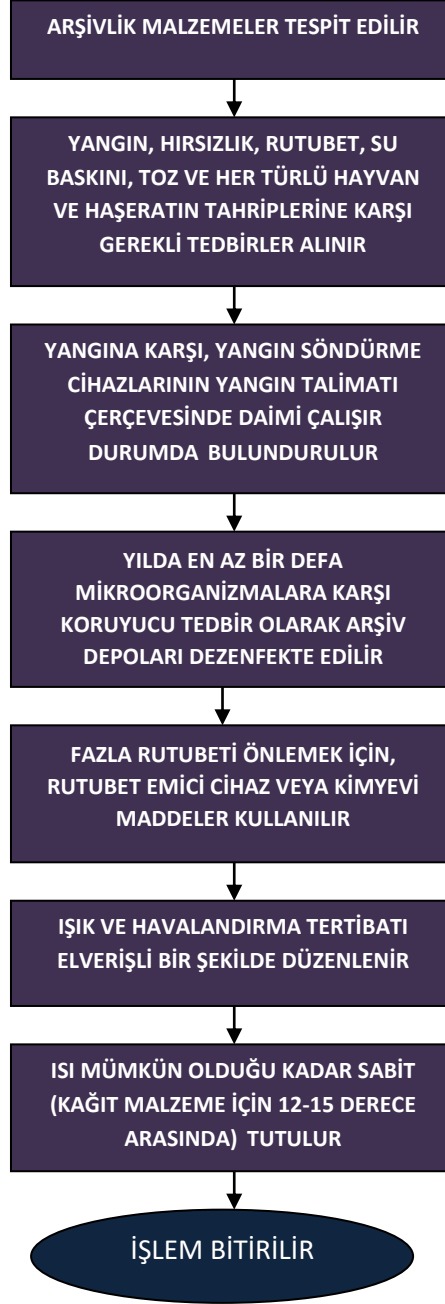 ARŞİVLİK MALZEMELER TESPİT EDİLİR
YANGIN, HIRSIZLIK, RUTUBET, SU
BASKINI, TOZ VE HER TÜRLÜ HAYVAN
VE HAŞERATIN TAHRİPLERİNE KARŞI
GEREKLİ TEDBİRLER ALINIR
YANGINA KARŞI, YANGIN SÖNDÜRME
CİHAZLARININ YANGIN TALİMATI
ÇERÇEVESİNDE DAİMİ ÇALIŞIR
DURUMDA BULUNDURULUR
YILDA EN AZ BİR DEFA
MİKROORGANİZMALARA KARŞI
KORUYUCU TEDBİR OLARAK ARŞİV
DEPOLARI DEZENFEKTE EDİLİR
FAZLA RUTUBETİ ÖNLEMEK İÇİN,
RUTUBET EMİCİ CİHAZ VEYA KİMYEVİ
MADDELER KULLANILIR
IŞIK VE HAVALANDIRMA TERTİBATI
ELVERİŞLİ BİR ŞEKİLDE DÜZENLENİR
ISI MÜMKÜN OLDUĞU KADAR SABİT
(KAĞIT MALZEME İÇİN 12-15 DERECE
ARASINDA) TUTULUR
İŞLEM BİTİRİLİR